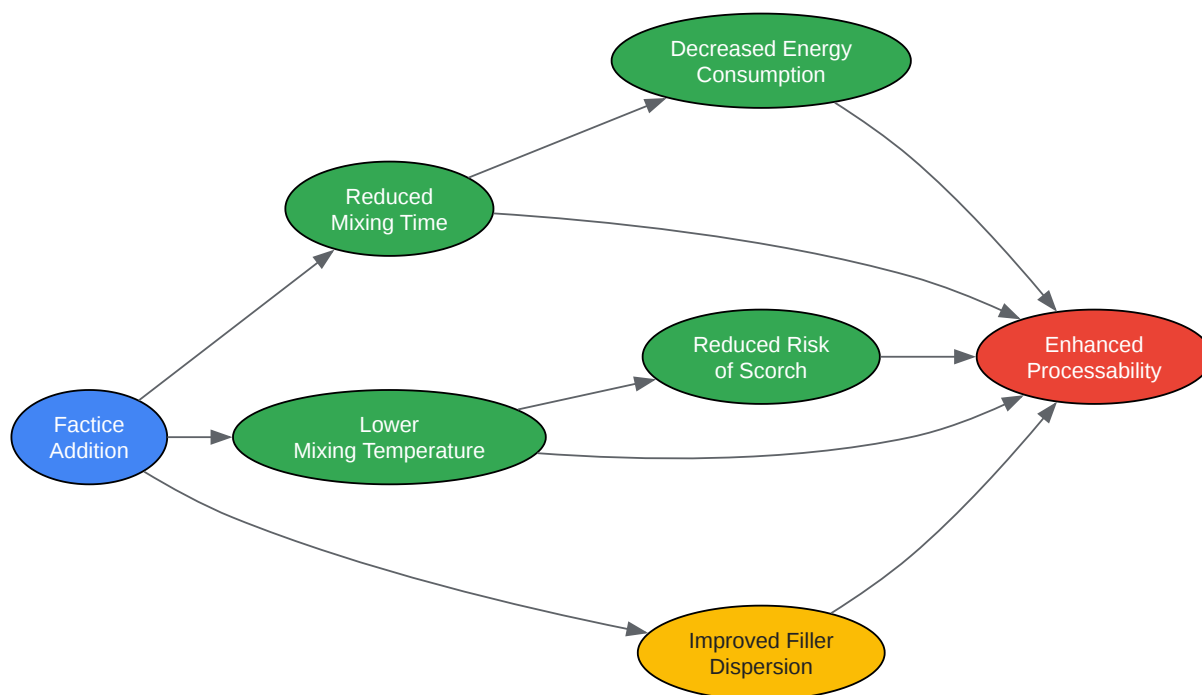 Decreased Energy
Consumption
Reduced
Mixing Time
Reduced Risk
of Scorch
Enhanced
Processability
Factice
Addition
Lower
Mixing Temperature
Improved Filler
Dispersion